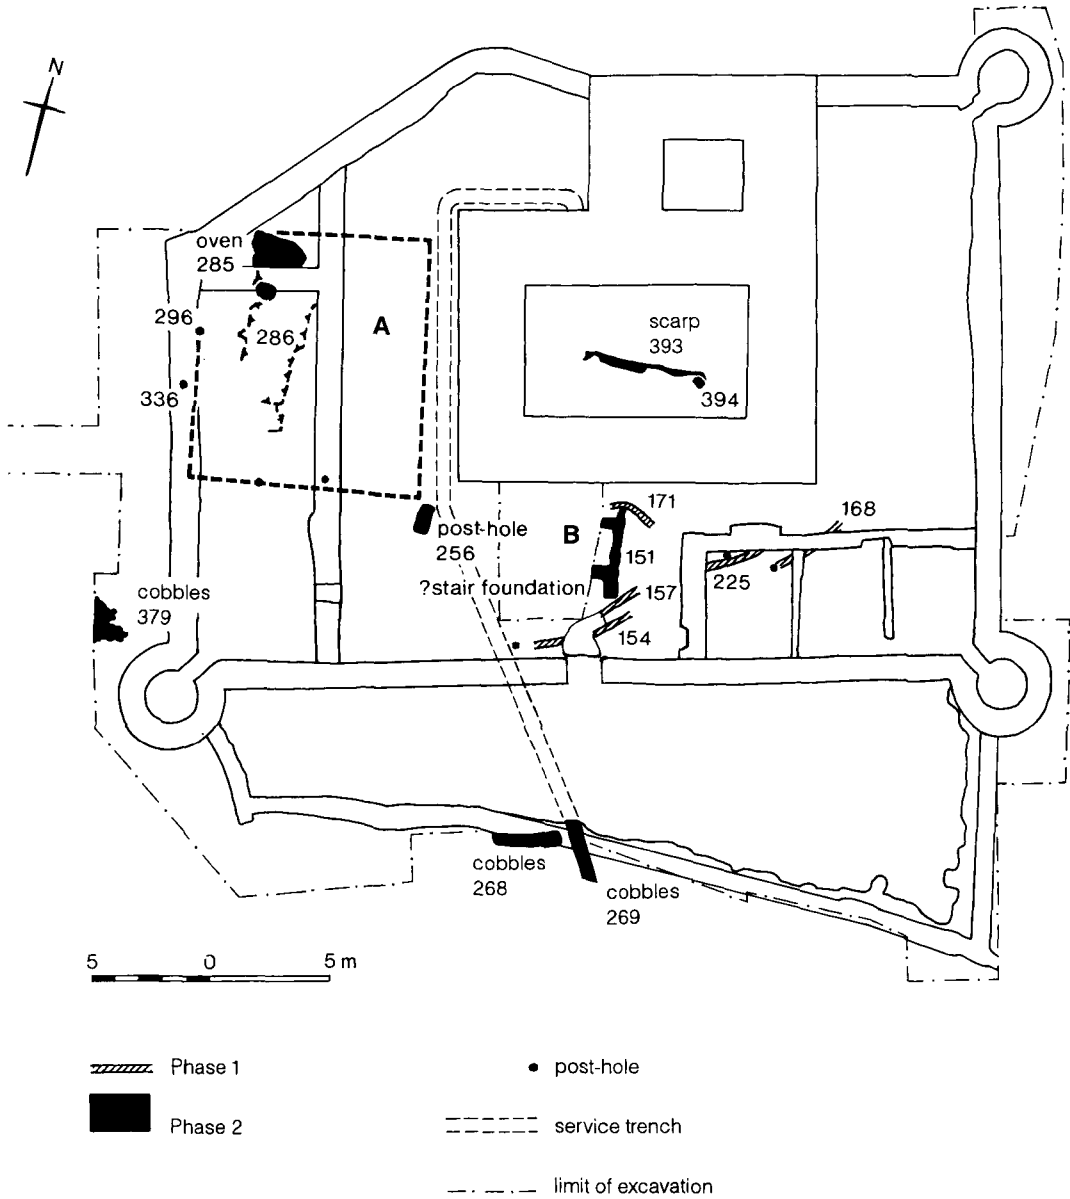 N
oven
285
A
296
286
scarp
393
336
394
171
168
post-hole
256
B
151
225
?stair foundation
157
cobbles
379
154
cobbles
268
cobbles
269
5 0 5 m
Phase 1
post-hole
Phase 2
service trench
limit of excavation